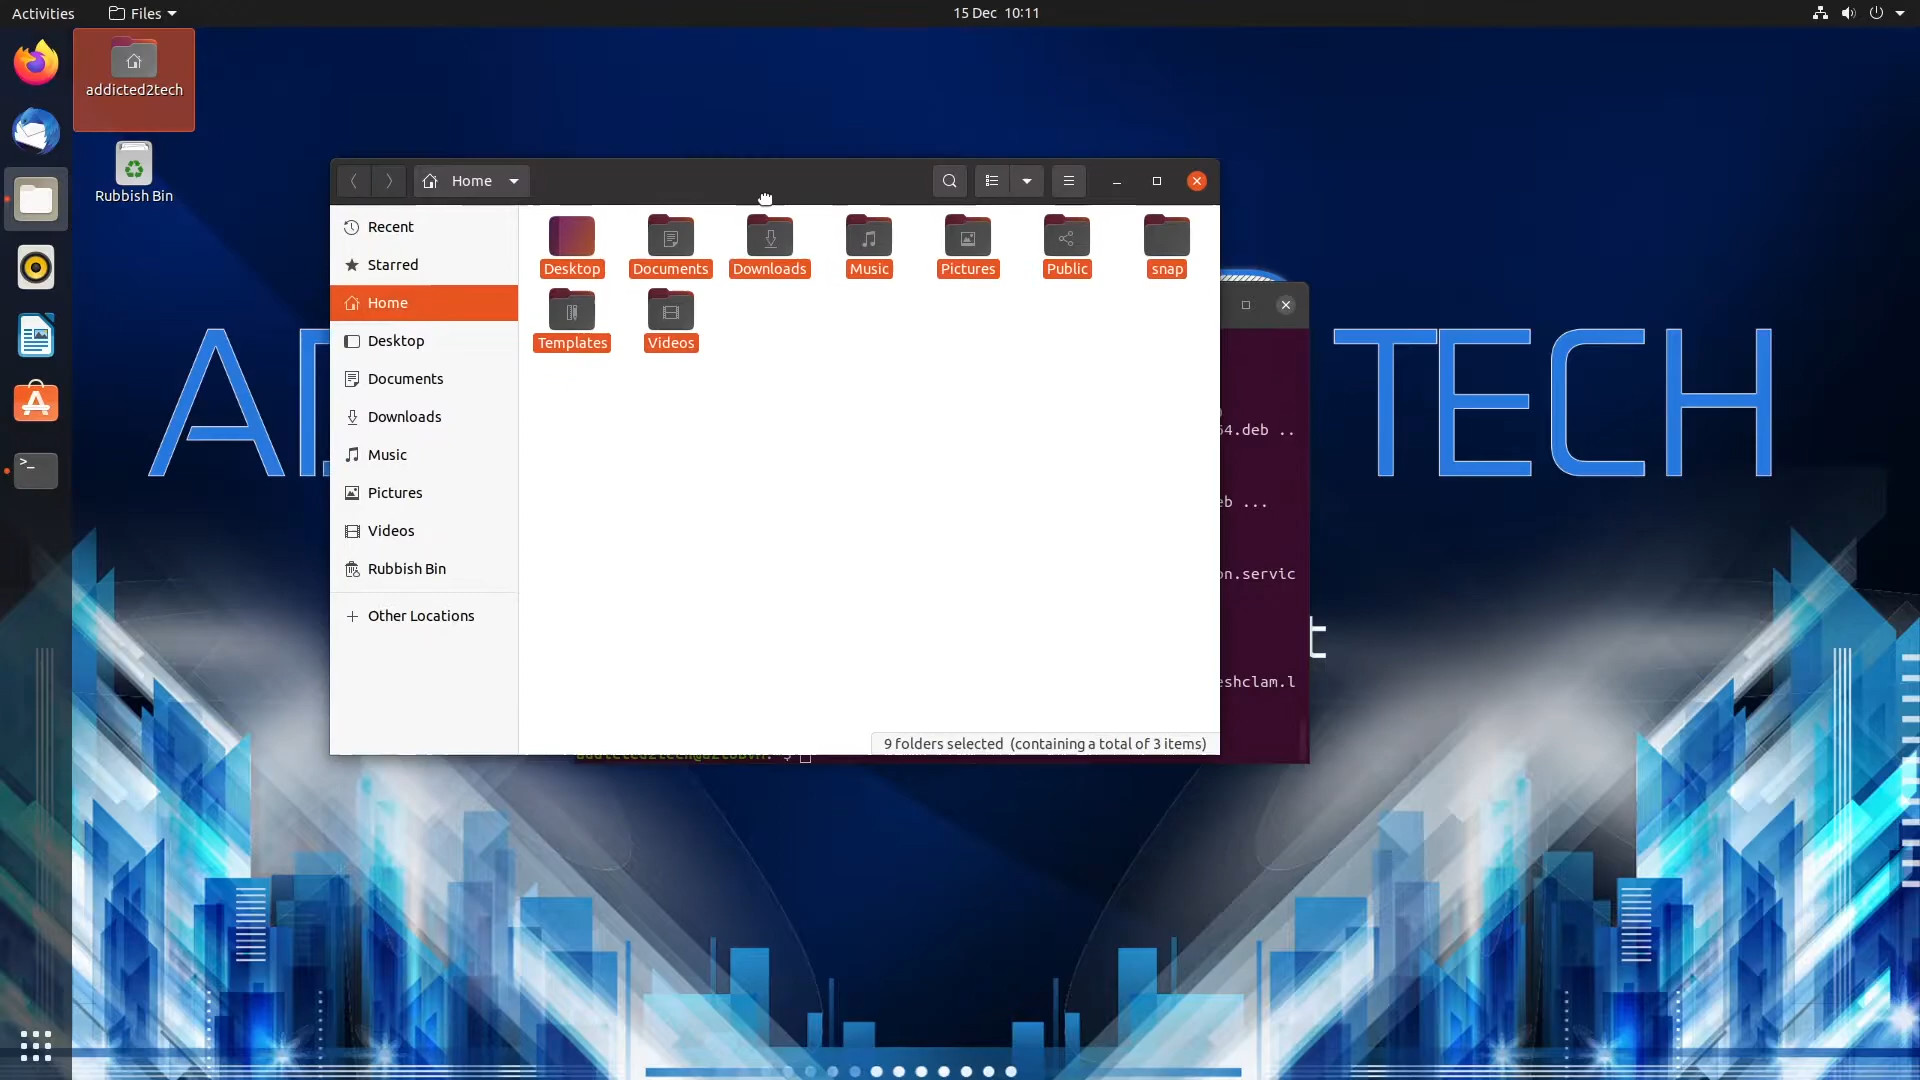 Activities
Files
15 Dec 10:11
addicted2tech
Rubbish Bin
Home
Recent
Starred
Home
Desktop
Documents
Downloads
Music
Pictures
Videos
Rubbish Bin
Other Locations
Desktop
Documents
Downloads
Music
Pictures
Public
snap
Templates
Videos
9 folders selected (containing a total of 3 items)
64.deb ..
eb ...
on.servic
eshclam.l
TECH